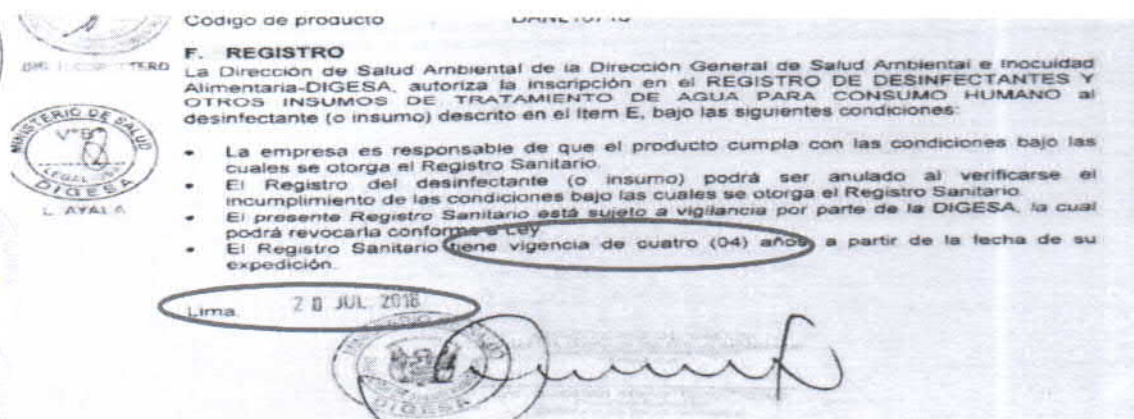 Código de producto
F. REGISTRO
La Dirección de Salud Ambiental de la Dirección General de Salud Ambiental e Inocuidad
Alimentaria-DIGESA, autoriza la inscripción en el REGISTRO DE DESINFECTANTES Y
OTROS INSUMOS DE TRATAMIENTO DE AGUA PARA CONSUMO HUMANO al
desinfectante (o insumo) descrito en el Item E, bajo las siguientes condiciones:
MINISTERIO DE SALUD
VºBº
LEGAL
DIGESA
L. AYALA
• La empresa es responsable de que el producto cumpla con las condiciones bajo las
cuales se otorga el Registro Sanitario.
• El Registro del desinfectante (o insumo) podrá ser anulado al verificarse el
incumplimiento de las condiciones bajo las cuales se otorga el Registro Sanitario.
• El presente Registro Sanitario está sujeto a vigilancia por parte de la DIGESA, la cual
podrá revocarla conforme a Ley
• El Registro Sanitario tiene vigencia de cuatro (04) años, a partir de la fecha de su
expedición.
Lima, 20 JUL. 2018
DIGESA